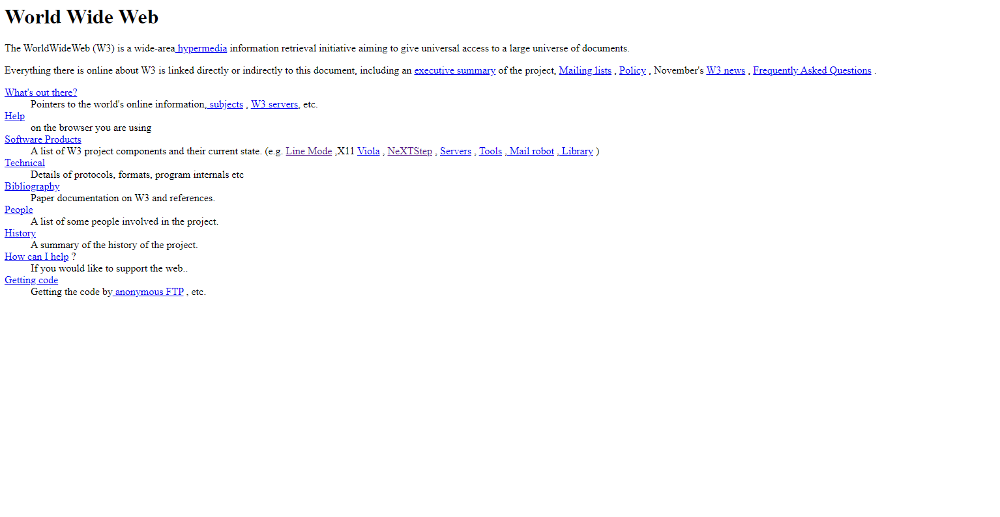 World Wide Web
The WorldWideWeb (W3) is a wide-area hypermedia information retrieval initiative aiming to give universal access to a large universe of documents.
Everything there is online about W3 is linked directly or indirectly to this document, including an executive summary of the project, Mailing lists , Policy , November's W3 news , Frequently Asked Questions .
What's out there?
Pointers to the world's online information, subjects , W3 servers, etc.
Help
on the browser you are using
Software Products
A list of W3 project components and their current state. (e.g. Line Mode ,X11 Viola , NeXTStep , Servers , Tools , Mail robot , Library )
Technical
Details of protocols, formats, program internals etc
Bibliography
Paper documentation on W3 and references.
People
A list of some people involved in the project.
History
A summary of the history of the project.
How can I help ?
If you would like to support the web..
Getting code
Getting the code by anonymous FTP , etc.